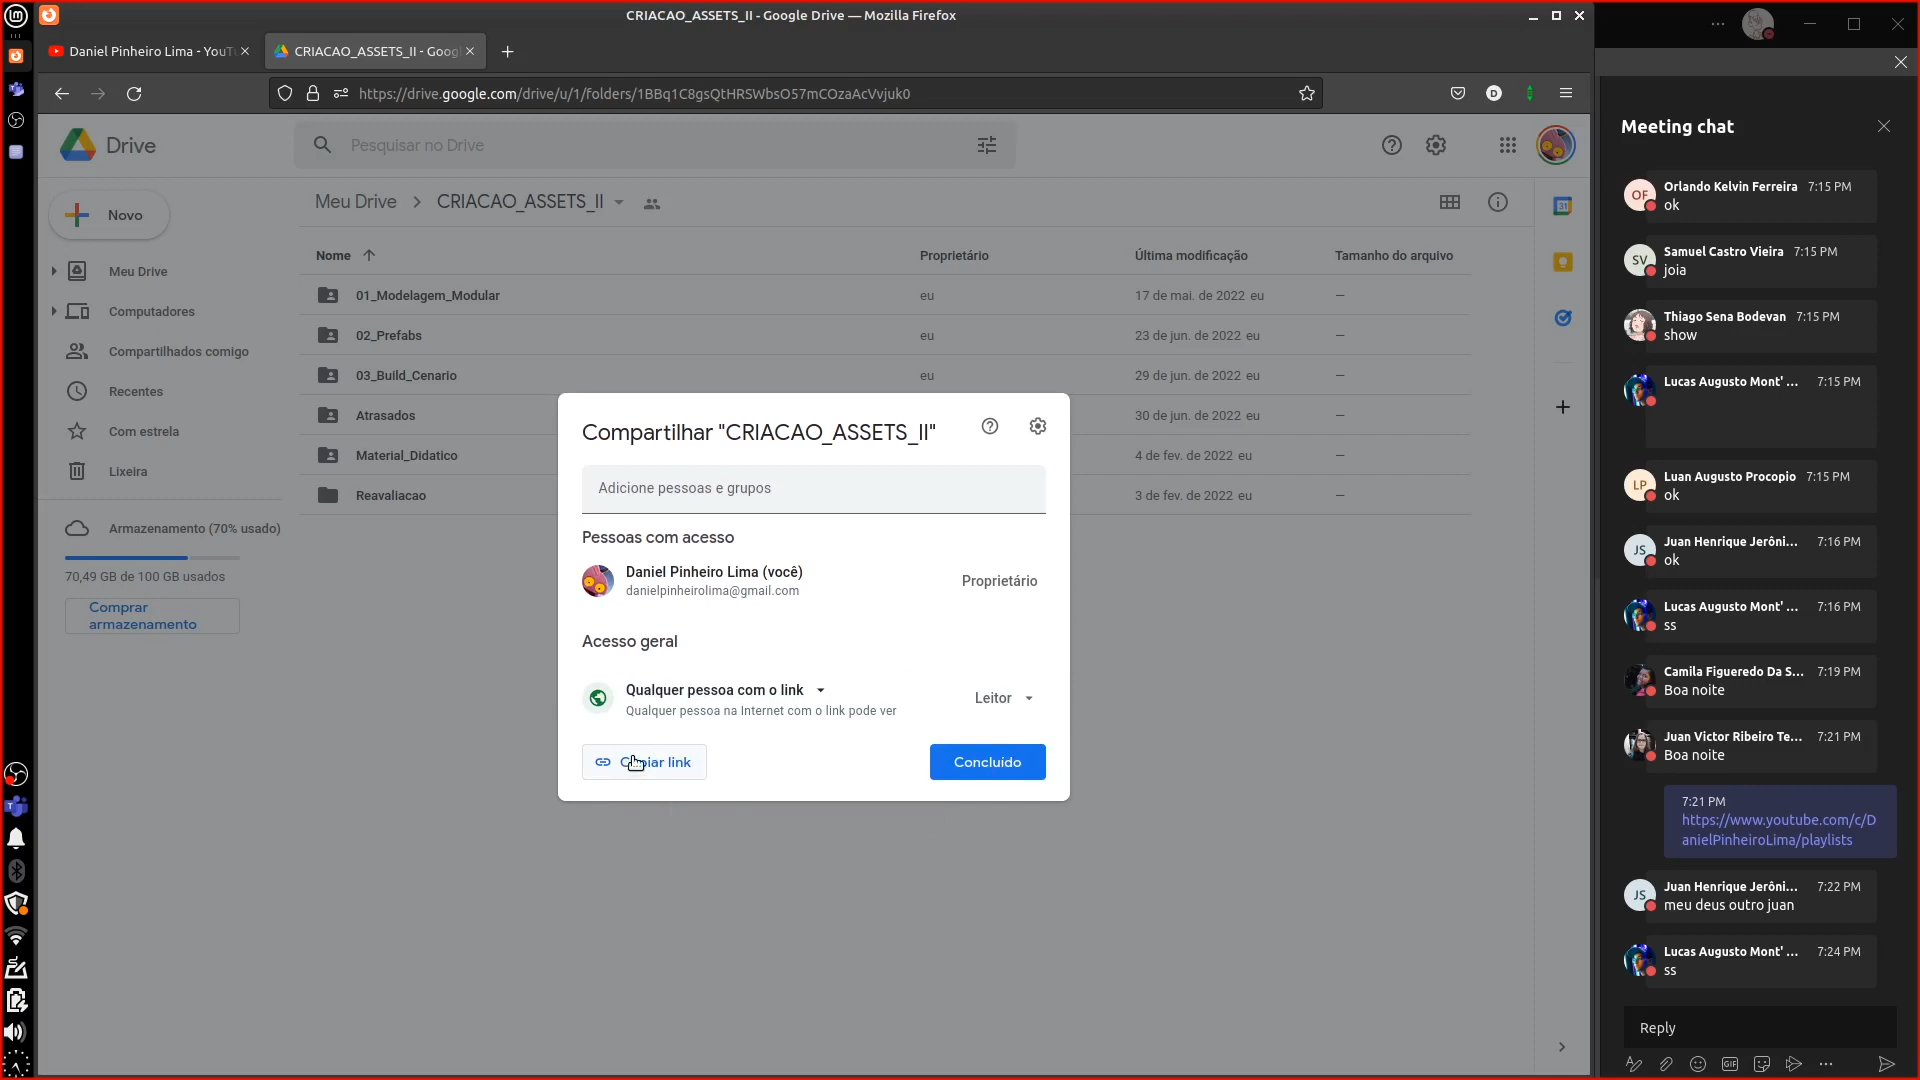 CRIACAO_ASSETS_II - Google Drive — Mozilla Firefox
Daniel Pinheiro Lima - YouT
CRIACAO_ASSETS_II - Goog
https://drive.google.com/drive/u/1/folders/1BBq1C8gsQtHRSWbsO57mCOzaAcVvjuk0
D
Drive
Pesquisar no Drive
Novo
Meu Drive
Computadores
Compartilhados comigo
Recentes
Com estrela
Lixeira
Armazenamento (70% usado)
70,49 GB de 100 GB usados
Comprar
armazenamento
Meu Drive > CRIACAO_ASSETS_II
Nome Proprietário Última modificação Tamanho do arquivo
01_Modelagem_Modular eu 17 de mai. de 2022 eu —
02_Prefabs eu 23 de jun. de 2022 eu —
03_Build_Cenario eu 29 de jun. de 2022 eu —
Atrasados 30 de jun. de 2022 eu —
Material_Didatico 4 de fev. de 2022 eu —
Reavaliacao 3 de fev. de 2022 eu —
31
Compartilhar "CRIACAO_ASSETS_II"
Adicione pessoas e grupos
Pessoas com acesso
Daniel Pinheiro Lima (você)
danielpinheirolima@gmail.com
Proprietário
Acesso geral
Qualquer pessoa com o link
Qualquer pessoa na Internet com o link pode ver
Leitor
Copiar link
Concluído
Meeting chat
OF
Orlando Kelvin Ferreira 7:15 PM
ok
SV
Samuel Castro Vieira 7:15 PM
joia
Thiago Sena Bodevan 7:15 PM
show
Lucas Augusto Mont' ... 7:15 PM
LP
Luan Augusto Procopio 7:15 PM
ok
JS
Juan Henrique Jerôni... 7:16 PM
ok
Lucas Augusto Mont' ... 7:16 PM
ss
Camila Figueredo Da S... 7:19 PM
Boa noite
Juan Victor Ribeiro Te... 7:21 PM
Boa noite
7:21 PM
https://www.youtube.com/c/D
anielPinheiroLima/playlists
JS
Juan Henrique Jerôni... 7:22 PM
meu deus outro juan
Lucas Augusto Mont' ... 7:24 PM
ss
Reply
GIF